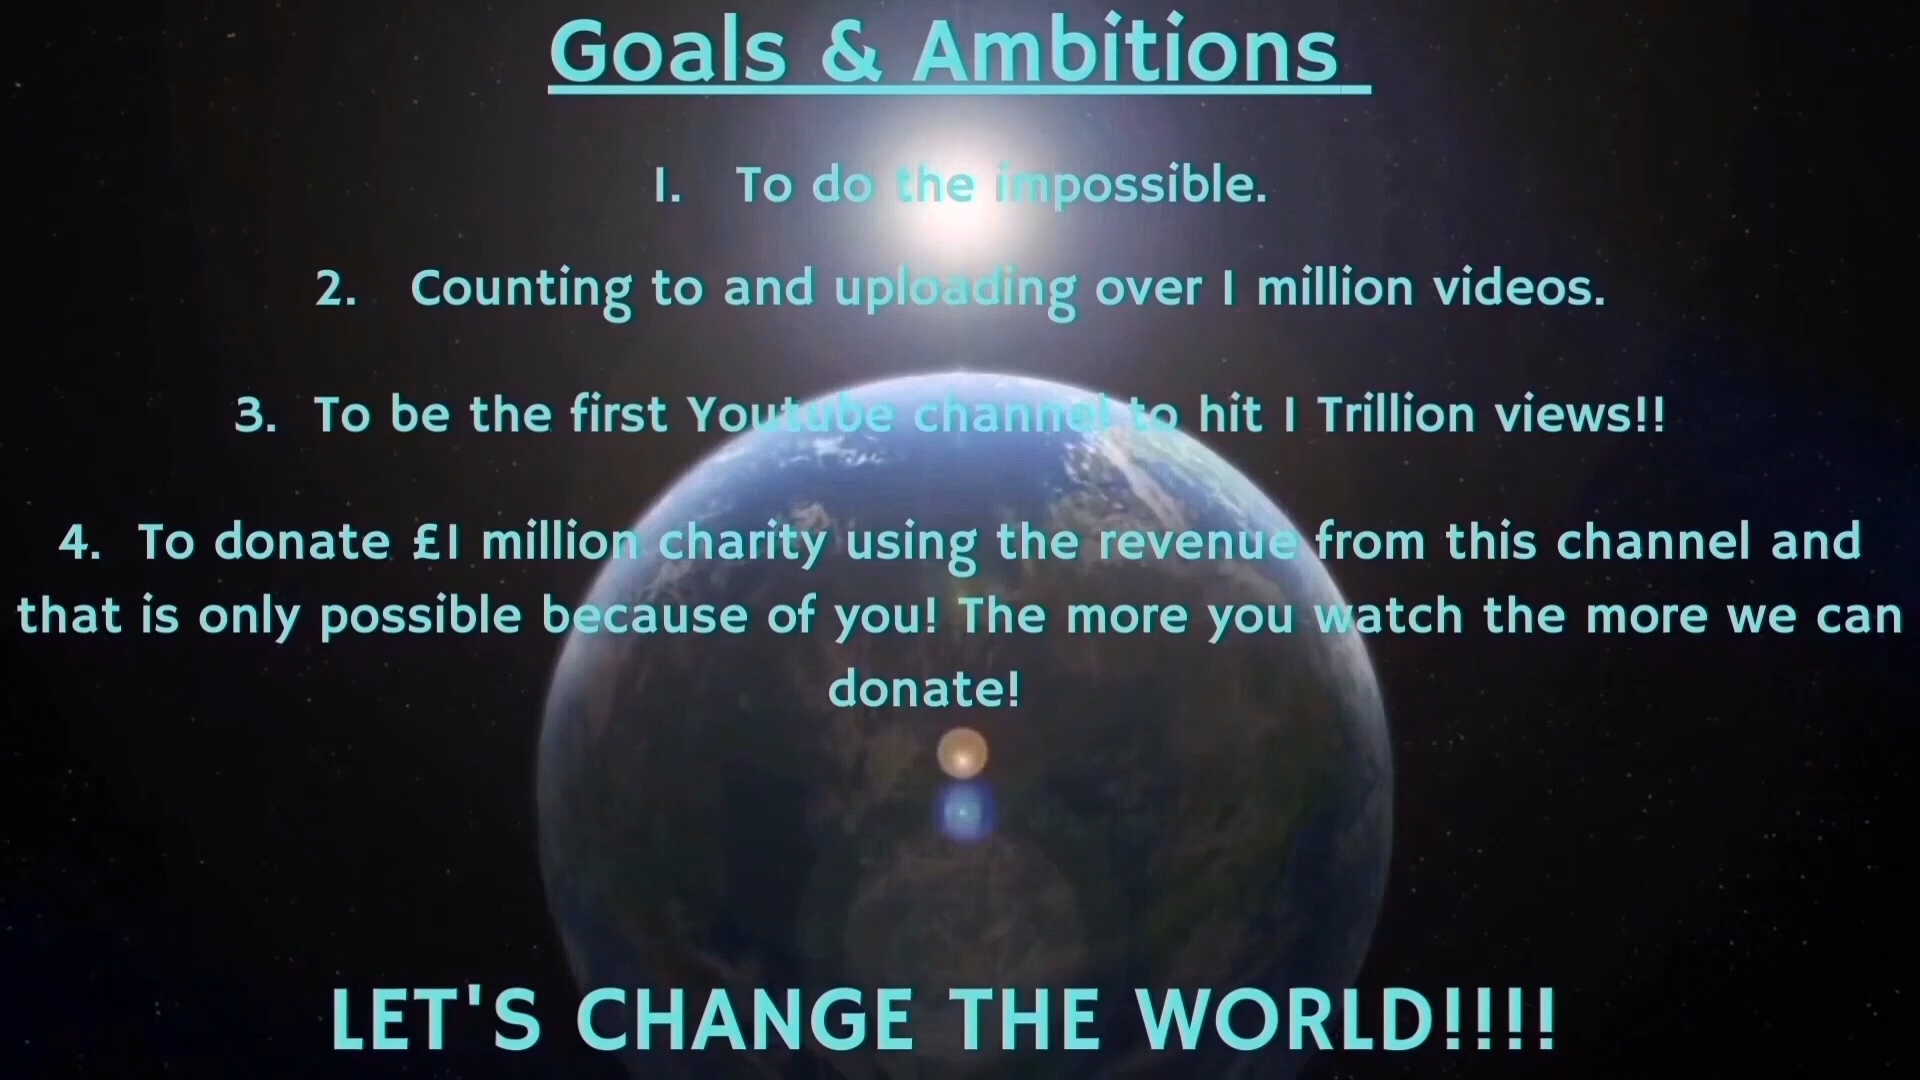 Goals & Ambitions
1. To do the impossible.
2. Counting to and uploading over 1 million videos.
3. To be the first Youtube channel to hit 1 Trillion views!!
4. To donate £1 million charity using the revenue from this channel and
that is only possible because of you! The more you watch the more we can
donate!
LET'S CHANGE THE WORLD!!!!